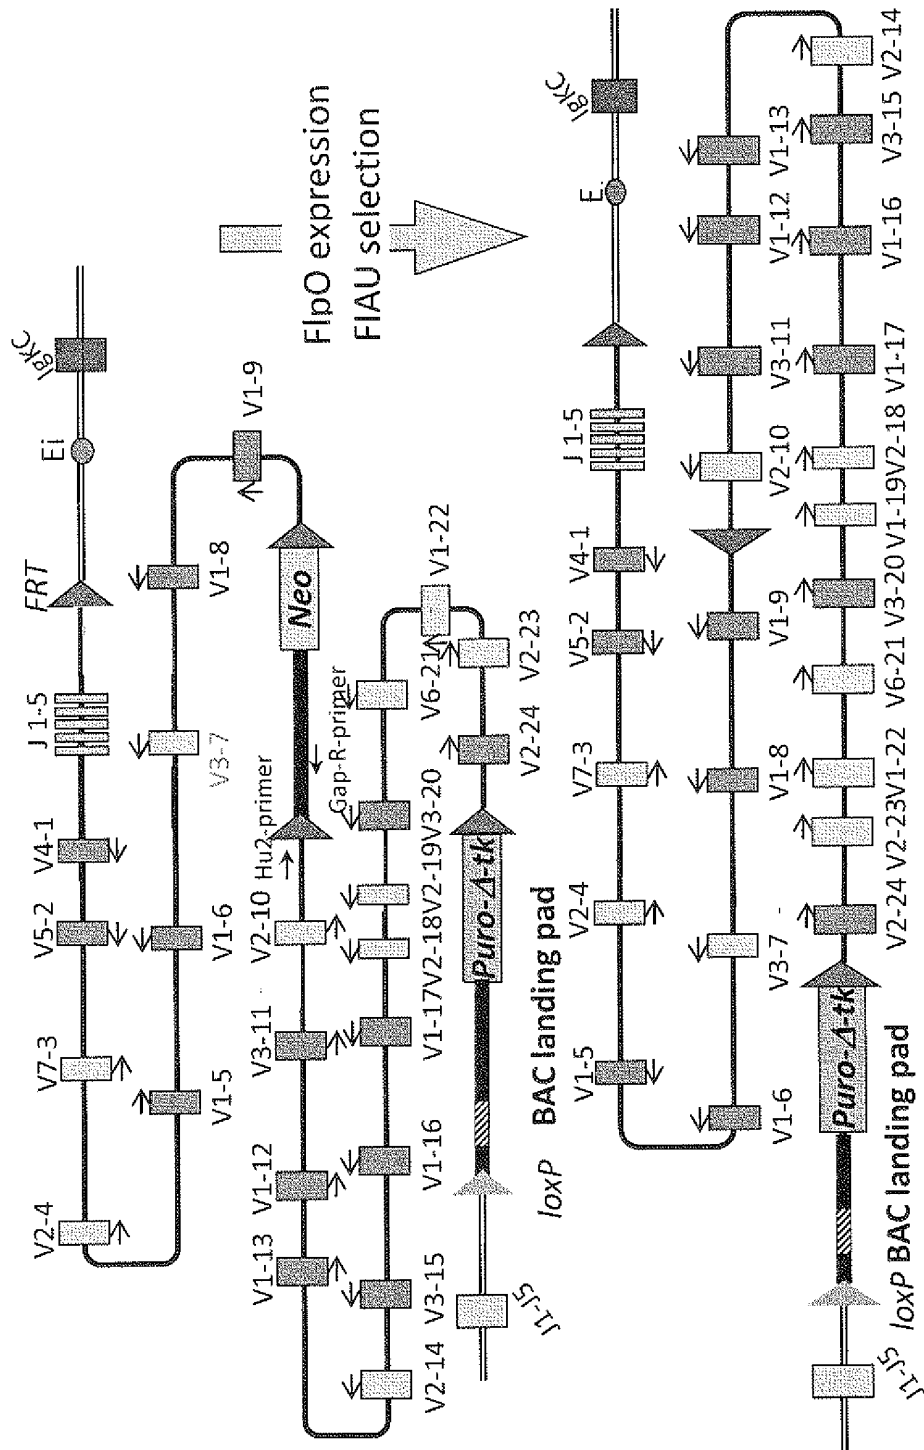 V2-4 V7-3 V5-2 V4-1 J 1-5 FRT Ei IgKC
V1-5 V1-6 V3-7 V1-8 V1-9
V1-13 V1-12 V3-11 V2-10 Hu2-primer Neo
Gap-R-primer
V2-14 V3-15 V1-16 V1-17 V2-18 V2-19 V3-20 V6-21 V1-22
J1-J5 Puro-Δ-tk V2-24 V2-23
loxP BAC landing pad
FlpO expression
FIAU selection
V1-5 V2-4 V7-3 V5-2 V4-1 J 1-5 E. IgKC
V1-6 V3-7 V1-8 V1-9 V2-10 V3-11 V1-12 V1-13
Puro-Δ-tk
V2-24 V2-23 V1-22 V6-21 V3-20 V1-19 V2-18 V1-17 V1-16 V3-15 V2-14
J1-J5 loxP BAC landing pad